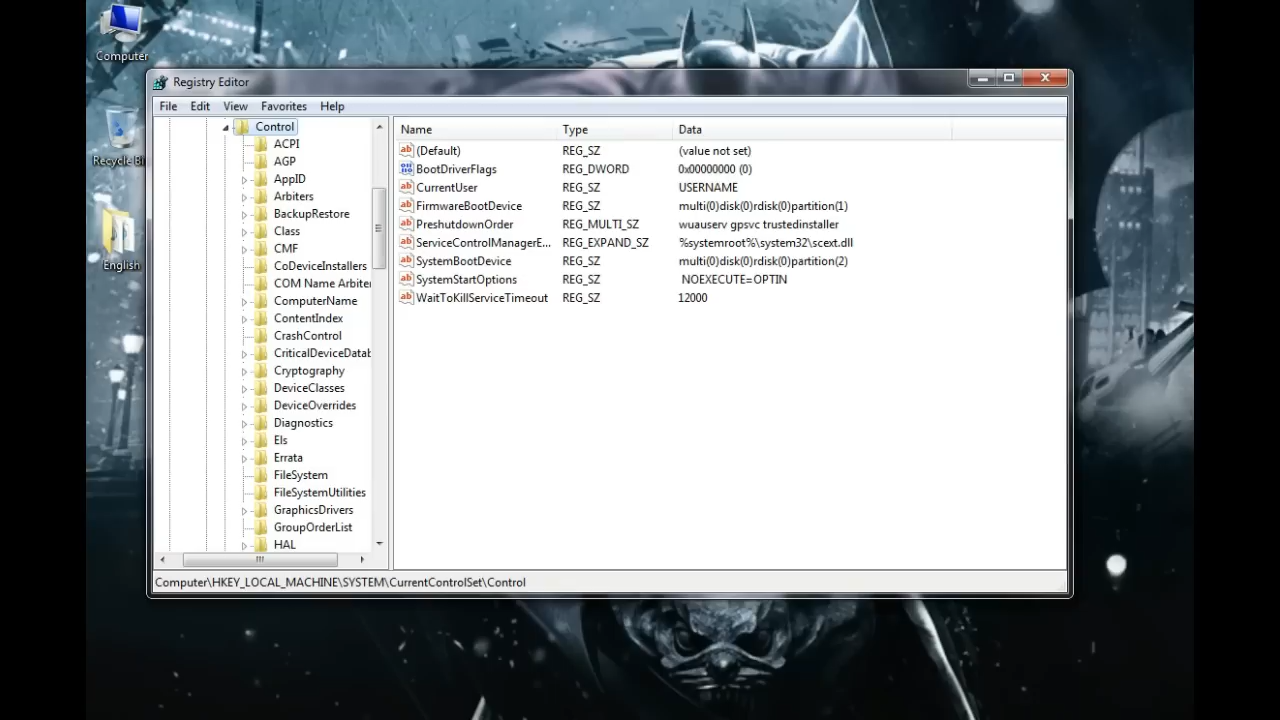 Computer
Recycle Bi
English
Registry Editor
File Edit View Favorites Help
Control
ACPI
AGP
AppID
Arbiters
BackupRestore
Class
CMF
CoDeviceInstallers
COM Name Arbiter
ComputerName
ContentIndex
CrashControl
CriticalDeviceDatab
Cryptography
DeviceClasses
DeviceOverrides
Diagnostics
Els
Errata
FileSystem
FileSystemUtilities
GraphicsDrivers
GroupOrderList
HAL
Name Type Data
(Default) REG_SZ (value not set)
BootDriverFlags REG_DWORD 0x00000000 (0)
CurrentUser REG_SZ USERNAME
FirmwareBootDevice REG_SZ multi(0)disk(0)rdisk(0)partition(1)
PreshutdownOrder REG_MULTI_SZ wuauserv gpsvc trustedinstaller
ServiceControlManagerE... REG_EXPAND_SZ %systemroot%\system32\scext.dll
SystemBootDevice REG_SZ multi(0)disk(0)rdisk(0)partition(2)
SystemStartOptions REG_SZ NOEXECUTE=OPTIN
WaitToKillServiceTimeout REG_SZ 12000
Computer\HKEY_LOCAL_MACHINE\SYSTEM\CurrentControlSet\Control